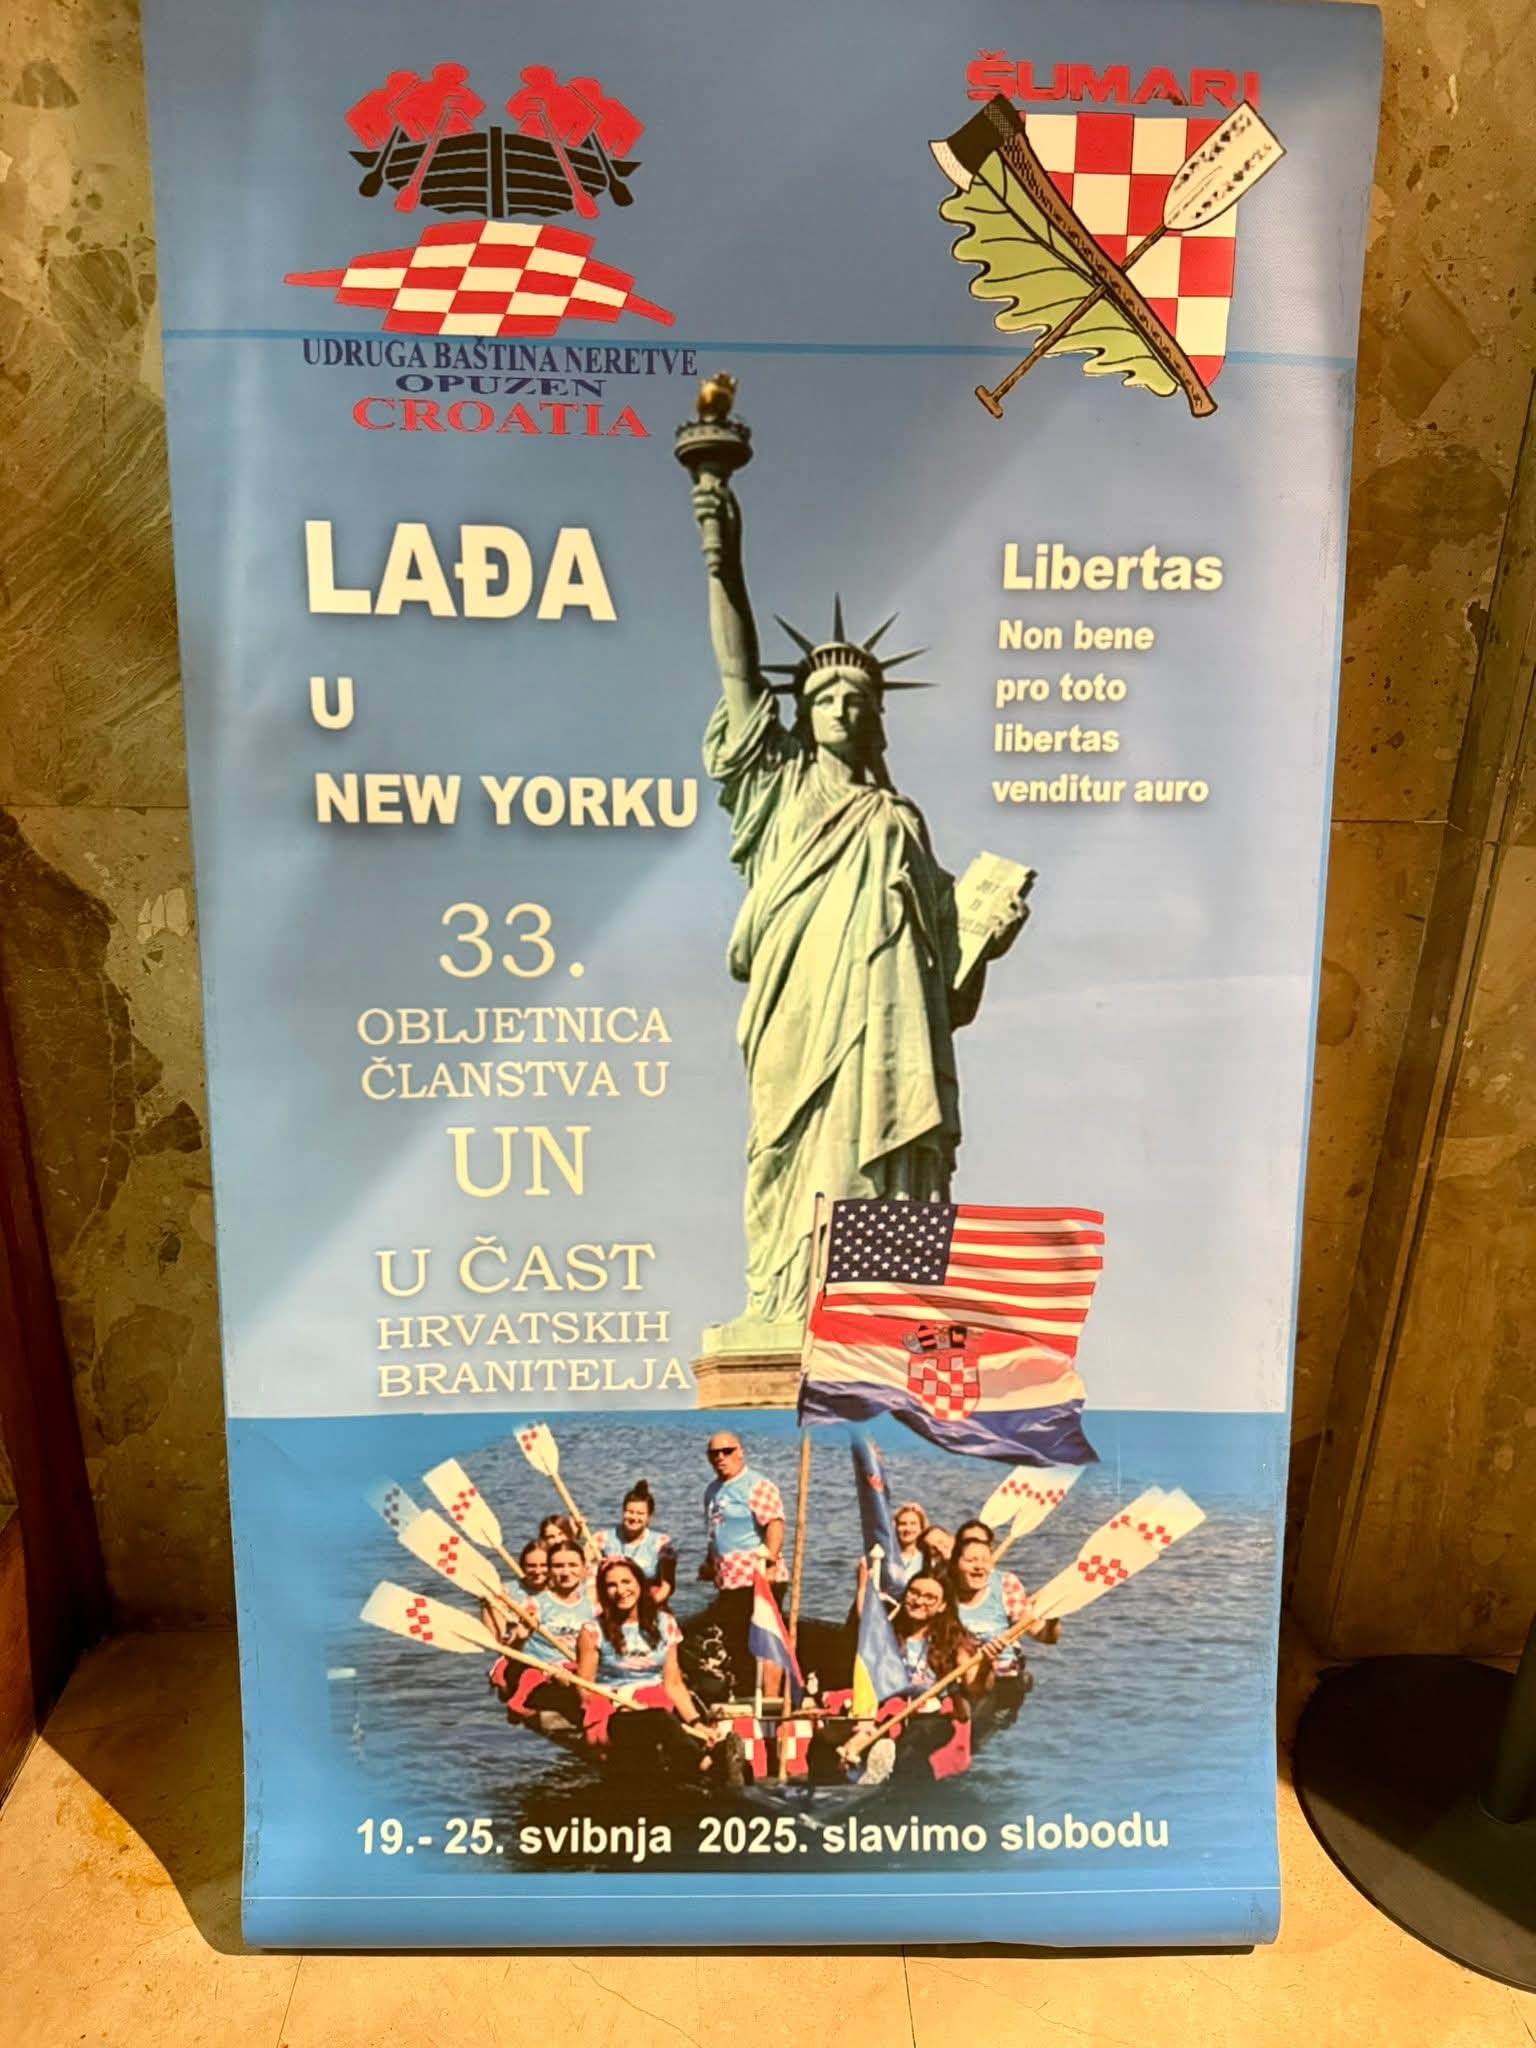 ŠUMARI
UDRUGA BAŠTINA NERETVE
OPUZEN
CROATIA
LAĐA
U
NEW YORKU
Libertas
Non bene
pro toto
libertas
venditur auro
33.
OBLJETNICA
ČLANSTVA U
UN
U ČAST
HRVATSKIH
BRANITELJA
19.- 25. svibnja 2025. slavimo slobodu